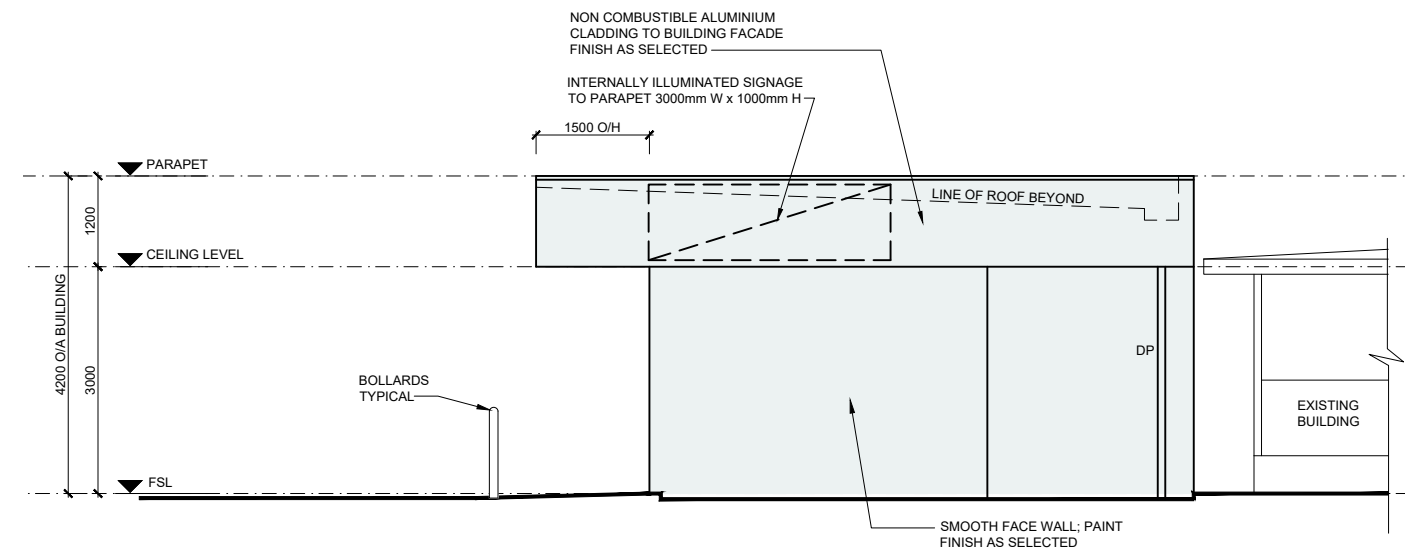 NON COMBUSTIBLE ALUMINIUM
CLADDING TO BUILDING FACADE
FINISH AS SELECTED
INTERNALLY ILLUMINATED SIGNAGE
TO PARAPET 3000mm W x 1000mm H
1500 O/H
PARAPET
LINE OF ROOF BEYOND
1200
CEILING LEVEL
4200 O/A BUILDING
3000
DP
BOLLARDS
TYPICAL
EXISTING
BUILDING
FSL
SMOOTH FACE WALL; PAINT
FINISH AS SELECTED